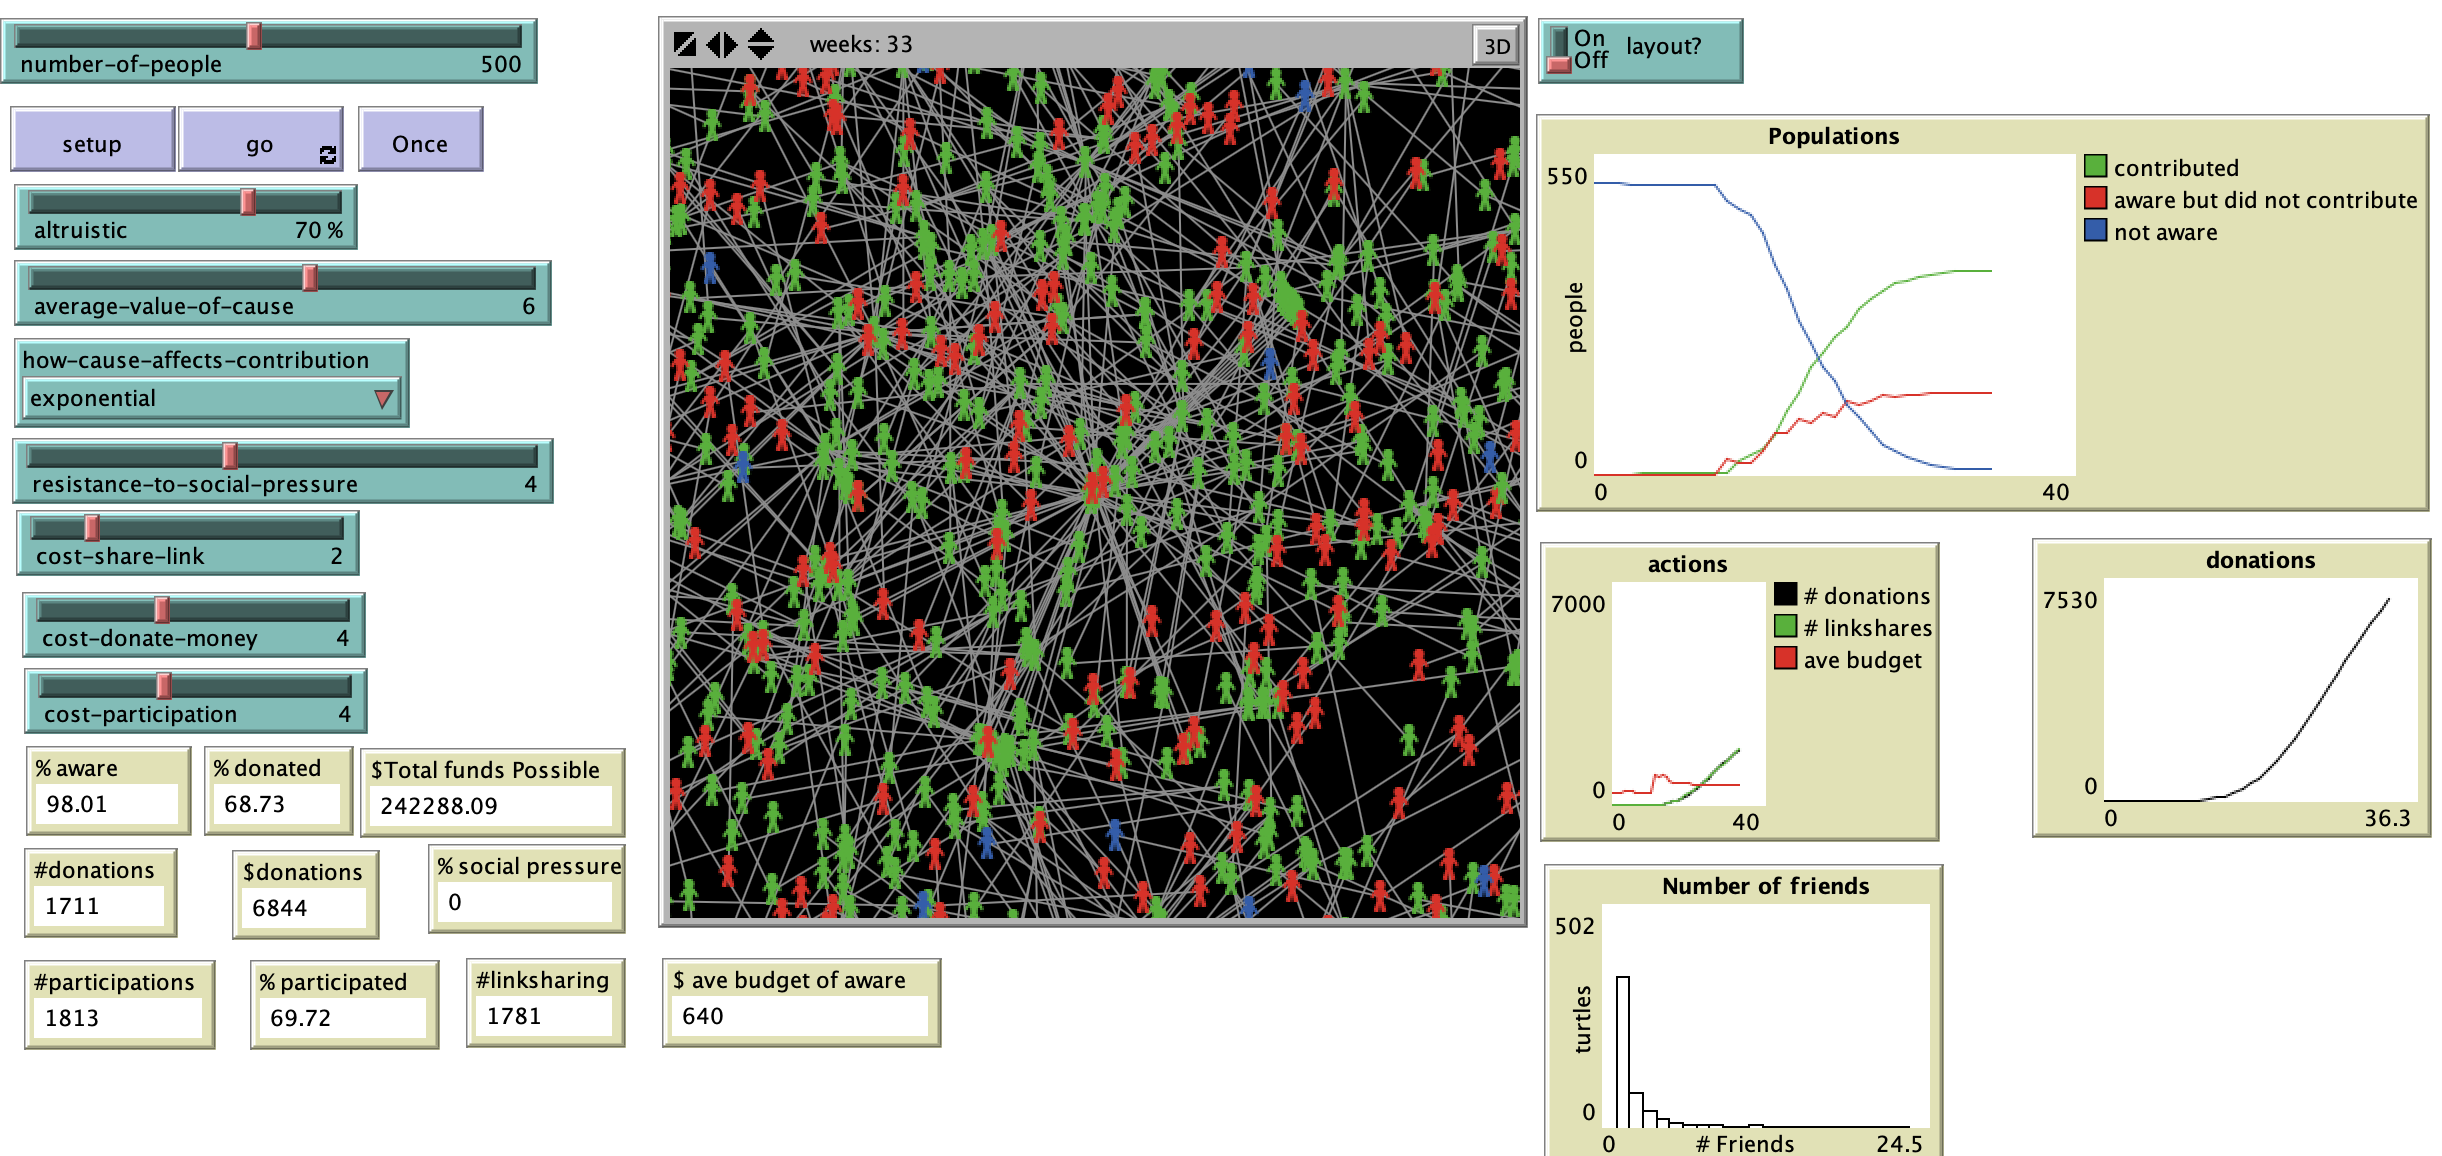 number-of-people 500
setup
go
Once
altruistic 70 %
average-value-of-cause 6
how-cause-affects-contribution
exponential
resistance-to-social-pressure 4
cost-share-link 2
cost-donate-money 4
cost-participation 4
% aware
98.01
% donated
68.73
$Total funds Possible
242288.09
#donations
1711
$donations
6844
% social pressure
0
#participations
1813
% participated
69.72
#linksharing
1781
weeks: 33
3D
$ ave budget of aware
640
On
Off
layout?
Populations
550
people
0
0 40
contributed
aware but did not contribute
not aware
actions
7000
0
0 40
# donations
# linkshares
ave budget
donations
7530
0
0 36.3
Number of friends
502
turtles
0
0 # Friends 24.5